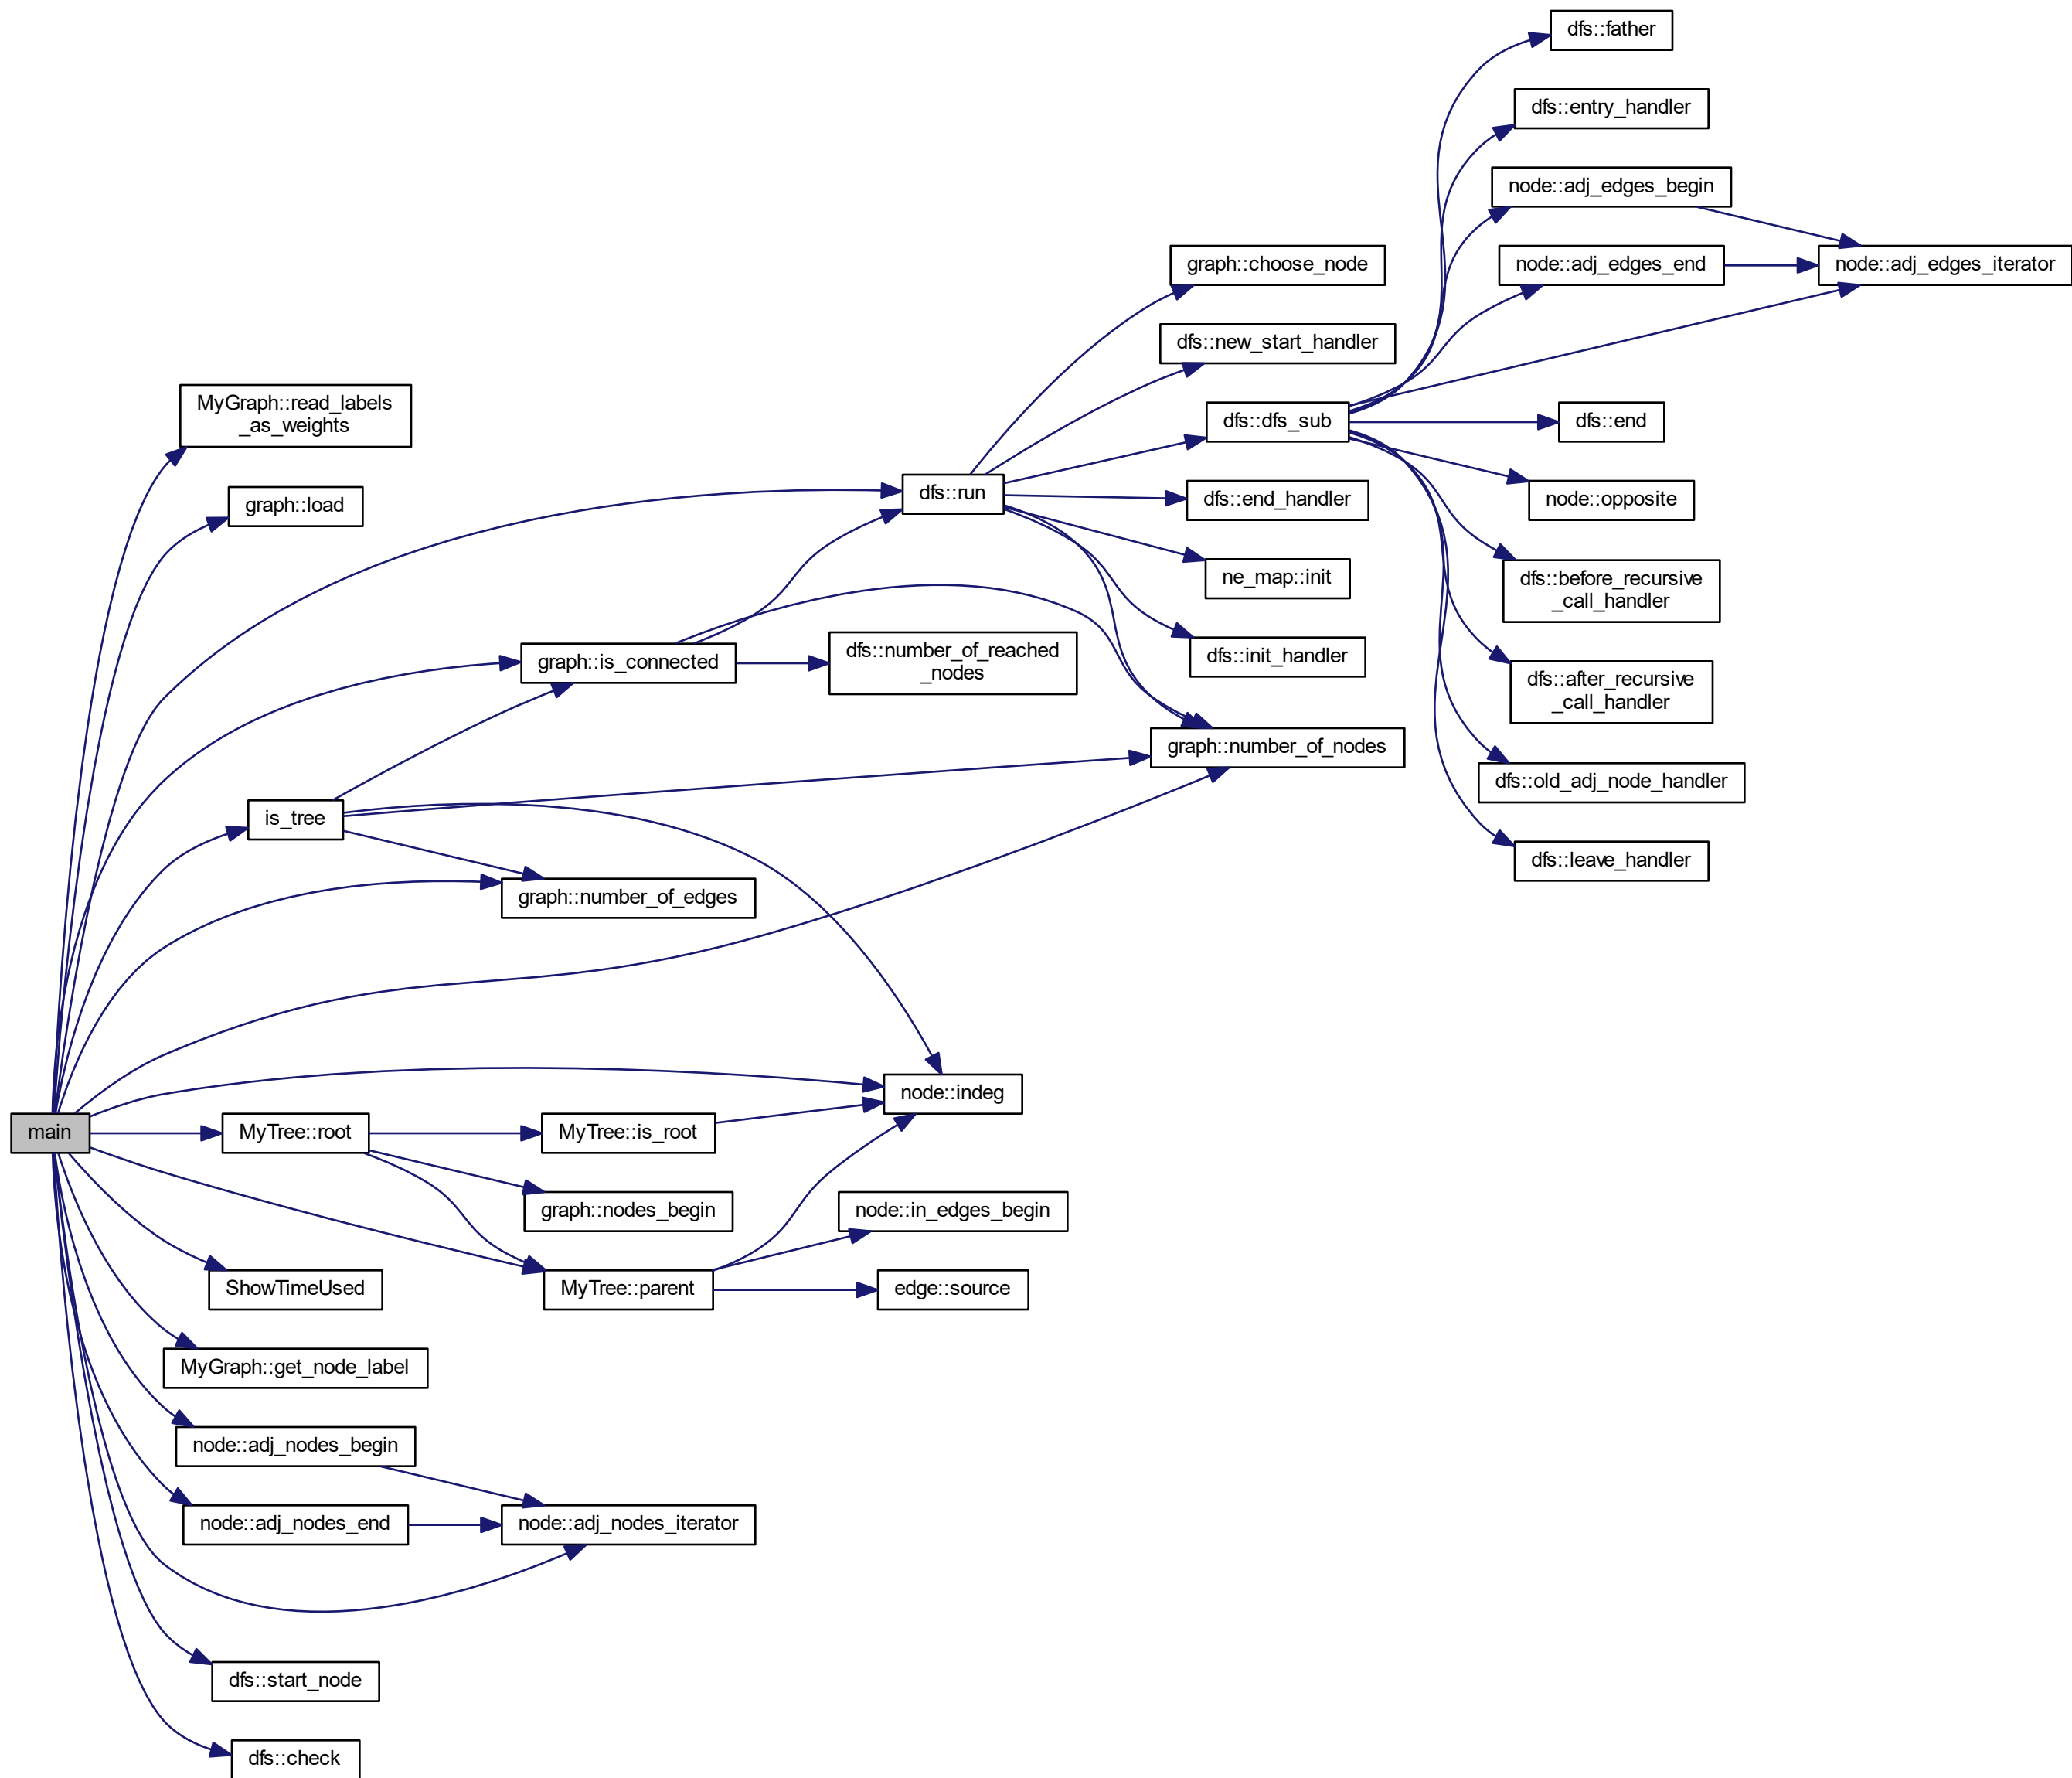 dfs::father
dfs::entry_handler
node::adj_edges_begin
graph::choose_node
node::adj_edges_end
node::adj_edges_iterator
dfs::new_start_handler
MyGraph::read_labels
_as_weights
dfs::dfs_sub
dfs::end
graph::load
dfs::run
dfs::end_handler
node::opposite
ne_map::init
dfs::before_recursive
_call_handler
graph::is_connected
dfs::number_of_reached
_nodes
dfs::init_handler
dfs::after_recursive
_call_handler
graph::number_of_nodes
dfs::old_adj_node_handler
is_tree
dfs::leave_handler
graph::number_of_edges
node::indeg
main
MyTree::root
MyTree::is_root
graph::nodes_begin
node::in_edges_begin
ShowTimeUsed
MyTree::parent
edge::source
MyGraph::get_node_label
node::adj_nodes_begin
node::adj_nodes_end
node::adj_nodes_iterator
dfs::start_node
dfs::check